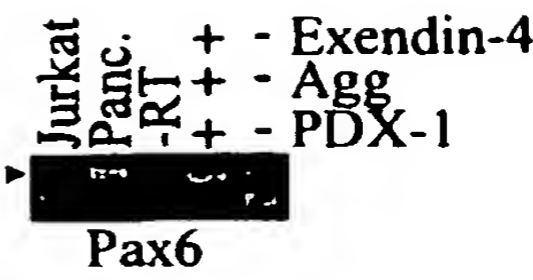 Jurkat
Panc.
-RT
+ - Exendin-4
+ - Agg
+ - PDX-1
Pax6